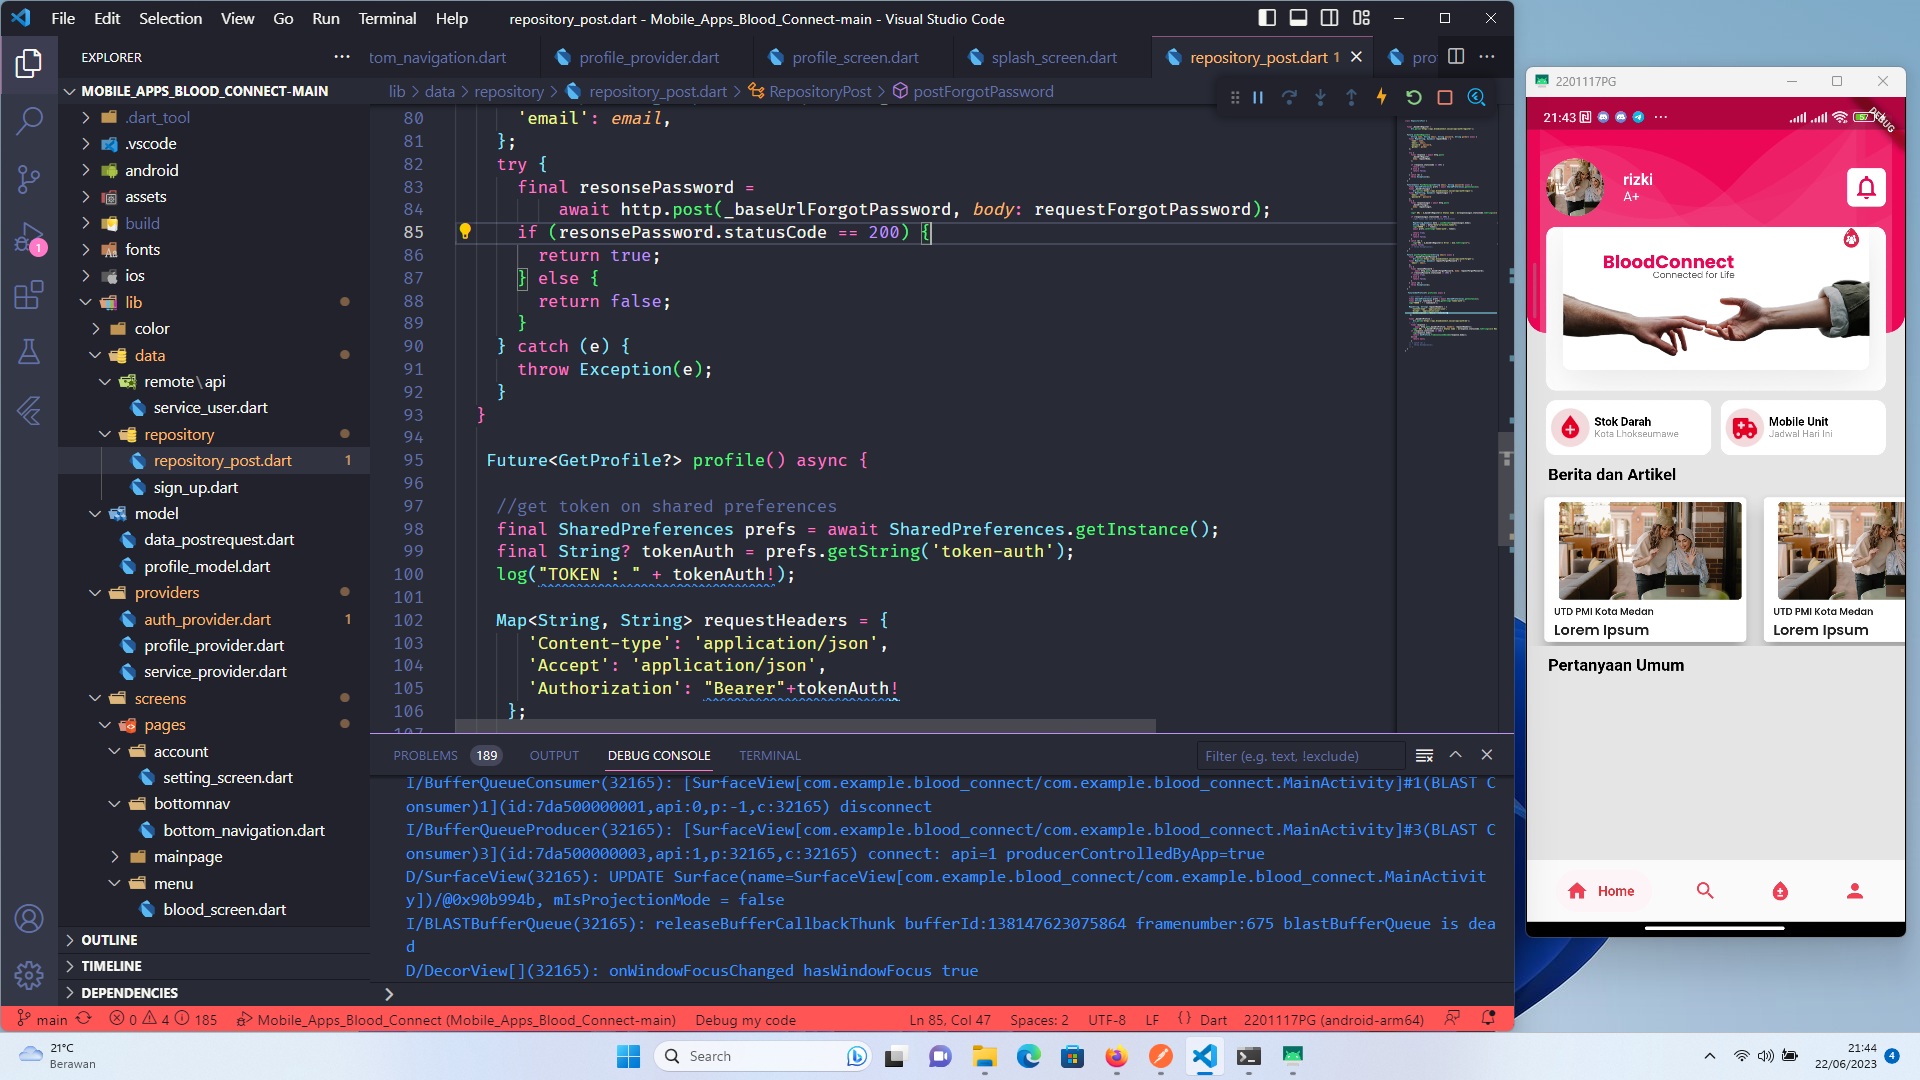 File Edit Selection View Go Run Terminal Help
repository_post.dart - Mobile_Apps_Blood_Connect-main - Visual Studio Code
EXPLORER
MOBILE_APPS_BLOOD_CONNECT-MAIN
.dart_tool
.vscode
android
assets
build
fonts
ios
lib
color
data
remote\api
service_user.dart
repository
repository_post.dart 1
sign_up.dart
model
data_postrequest.dart
profile_model.dart
providers
auth_provider.dart 1
profile_provider.dart
service_provider.dart
screens
pages
account
setting_screen.dart
bottomnav
bottom_navigation.dart
mainpage
menu
blood_screen.dart
OUTLINE
TIMELINE
DEPENDENCIES
1
tom_navigation.dart profile_provider.dart profile_screen.dart splash_screen.dart repository_post.dart 1 pro
lib > data > repository > repository_post.dart > RepositoryPost > postForgotPassword
80 'email': email,
81 };
82 try {
83 final resonsePassword =
84 await http.post(_baseUrlForgotPassword, body: requestForgotPassword);
85 if (resonsePassword.statusCode == 200) {
86 return true;
87 } else {
88 return false;
89 }
90 } catch (e) {
91 throw Exception(e);
92 }
93 }
94
95 Future<GetProfile?> profile() async {
96
97 //get token on shared preferences
98 final SharedPreferences prefs = await SharedPreferences.getInstance();
99 final String? tokenAuth = prefs.getString('token-auth');
100 log("TOKEN : " + tokenAuth!);
101
102 Map<String, String> requestHeaders = {
103 'Content-type': 'application/json',
104 'Accept': 'application/json',
105 'Authorization': "Bearer"+tokenAuth!
106 };
PROBLEMS 189 OUTPUT DEBUG CONSOLE TERMINAL
Filter (e.g. text, !exclude)
I/BufferQueueConsumer(32165): [SurfaceView[com.example.blood_connect/com.example.blood_connect.MainActivity]#1(BLAST C
onsumer)1](id:7da500000001,api:0,p:-1,c:32165) disconnect
I/BufferQueueProducer(32165): [SurfaceView[com.example.blood_connect/com.example.blood_connect.MainActivity]#3(BLAST C
onsumer)3](id:7da500000003,api:1,p:32165,c:32165) connect: api=1 producerControlledByApp=true
D/SurfaceView(32165): UPDATE Surface(name=SurfaceView[com.example.blood_connect/com.example.blood_connect.MainActivit
y])/@0x90b994b, mIsProjectionMode = false
I/BLASTBufferQueue(32165): releaseBufferCallbackThunk bufferId:138147623075864 framenumber:675 blastBufferQueue is dea
d
D/DecorView[](32165): onWindowFocusChanged hasWindowFocus true
main 0 4 185 Mobile_Apps_Blood_Connect (Mobile_Apps_Blood_Connect-main) Debug my code Ln 85, Col 47 Spaces: 2 UTF-8 LF {} Dart 2201117PG (android-arm64)
2201117PG
21:43 57
DEBUG
rizki
A+
BloodConnect
Connected for Life
Stok Darah
Kota Lhokseumawe
Mobile Unit
Jadwal Hari Ini
Berita dan Artikel
UTD PMI Kota Medan
Lorem Ipsum
UTD PMI Kota Medan
Lorem Ipsum
Pertanyaan Umum
Home
21°C
Berawan
Search
21:44
22/06/2023
4